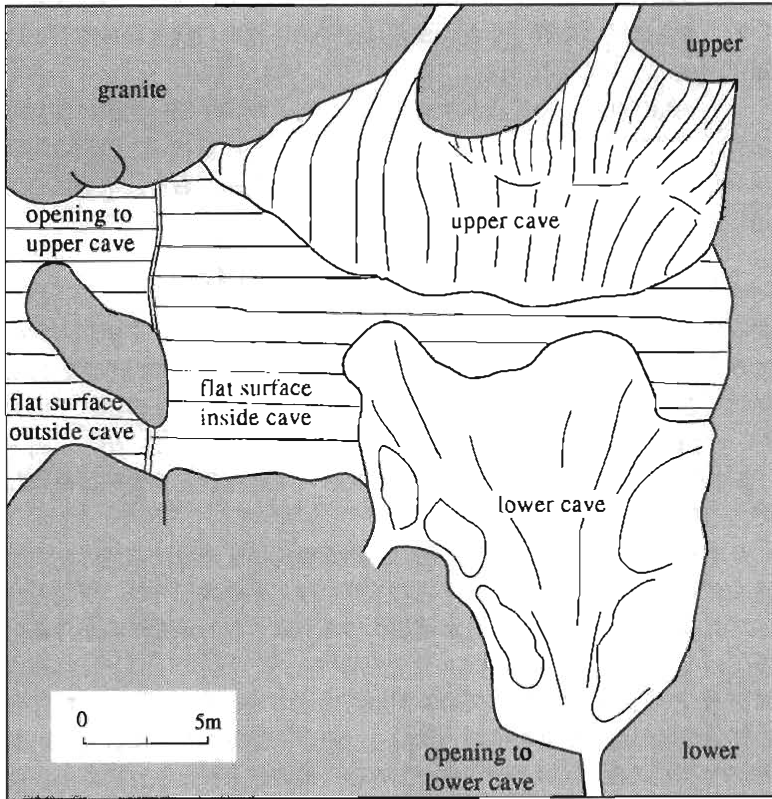 upper
granite
opening to
upper cave
upper cave
flat surface
inside cave
flat surface
outside cave
lower cave
0 5m
opening to
lower cave
lower